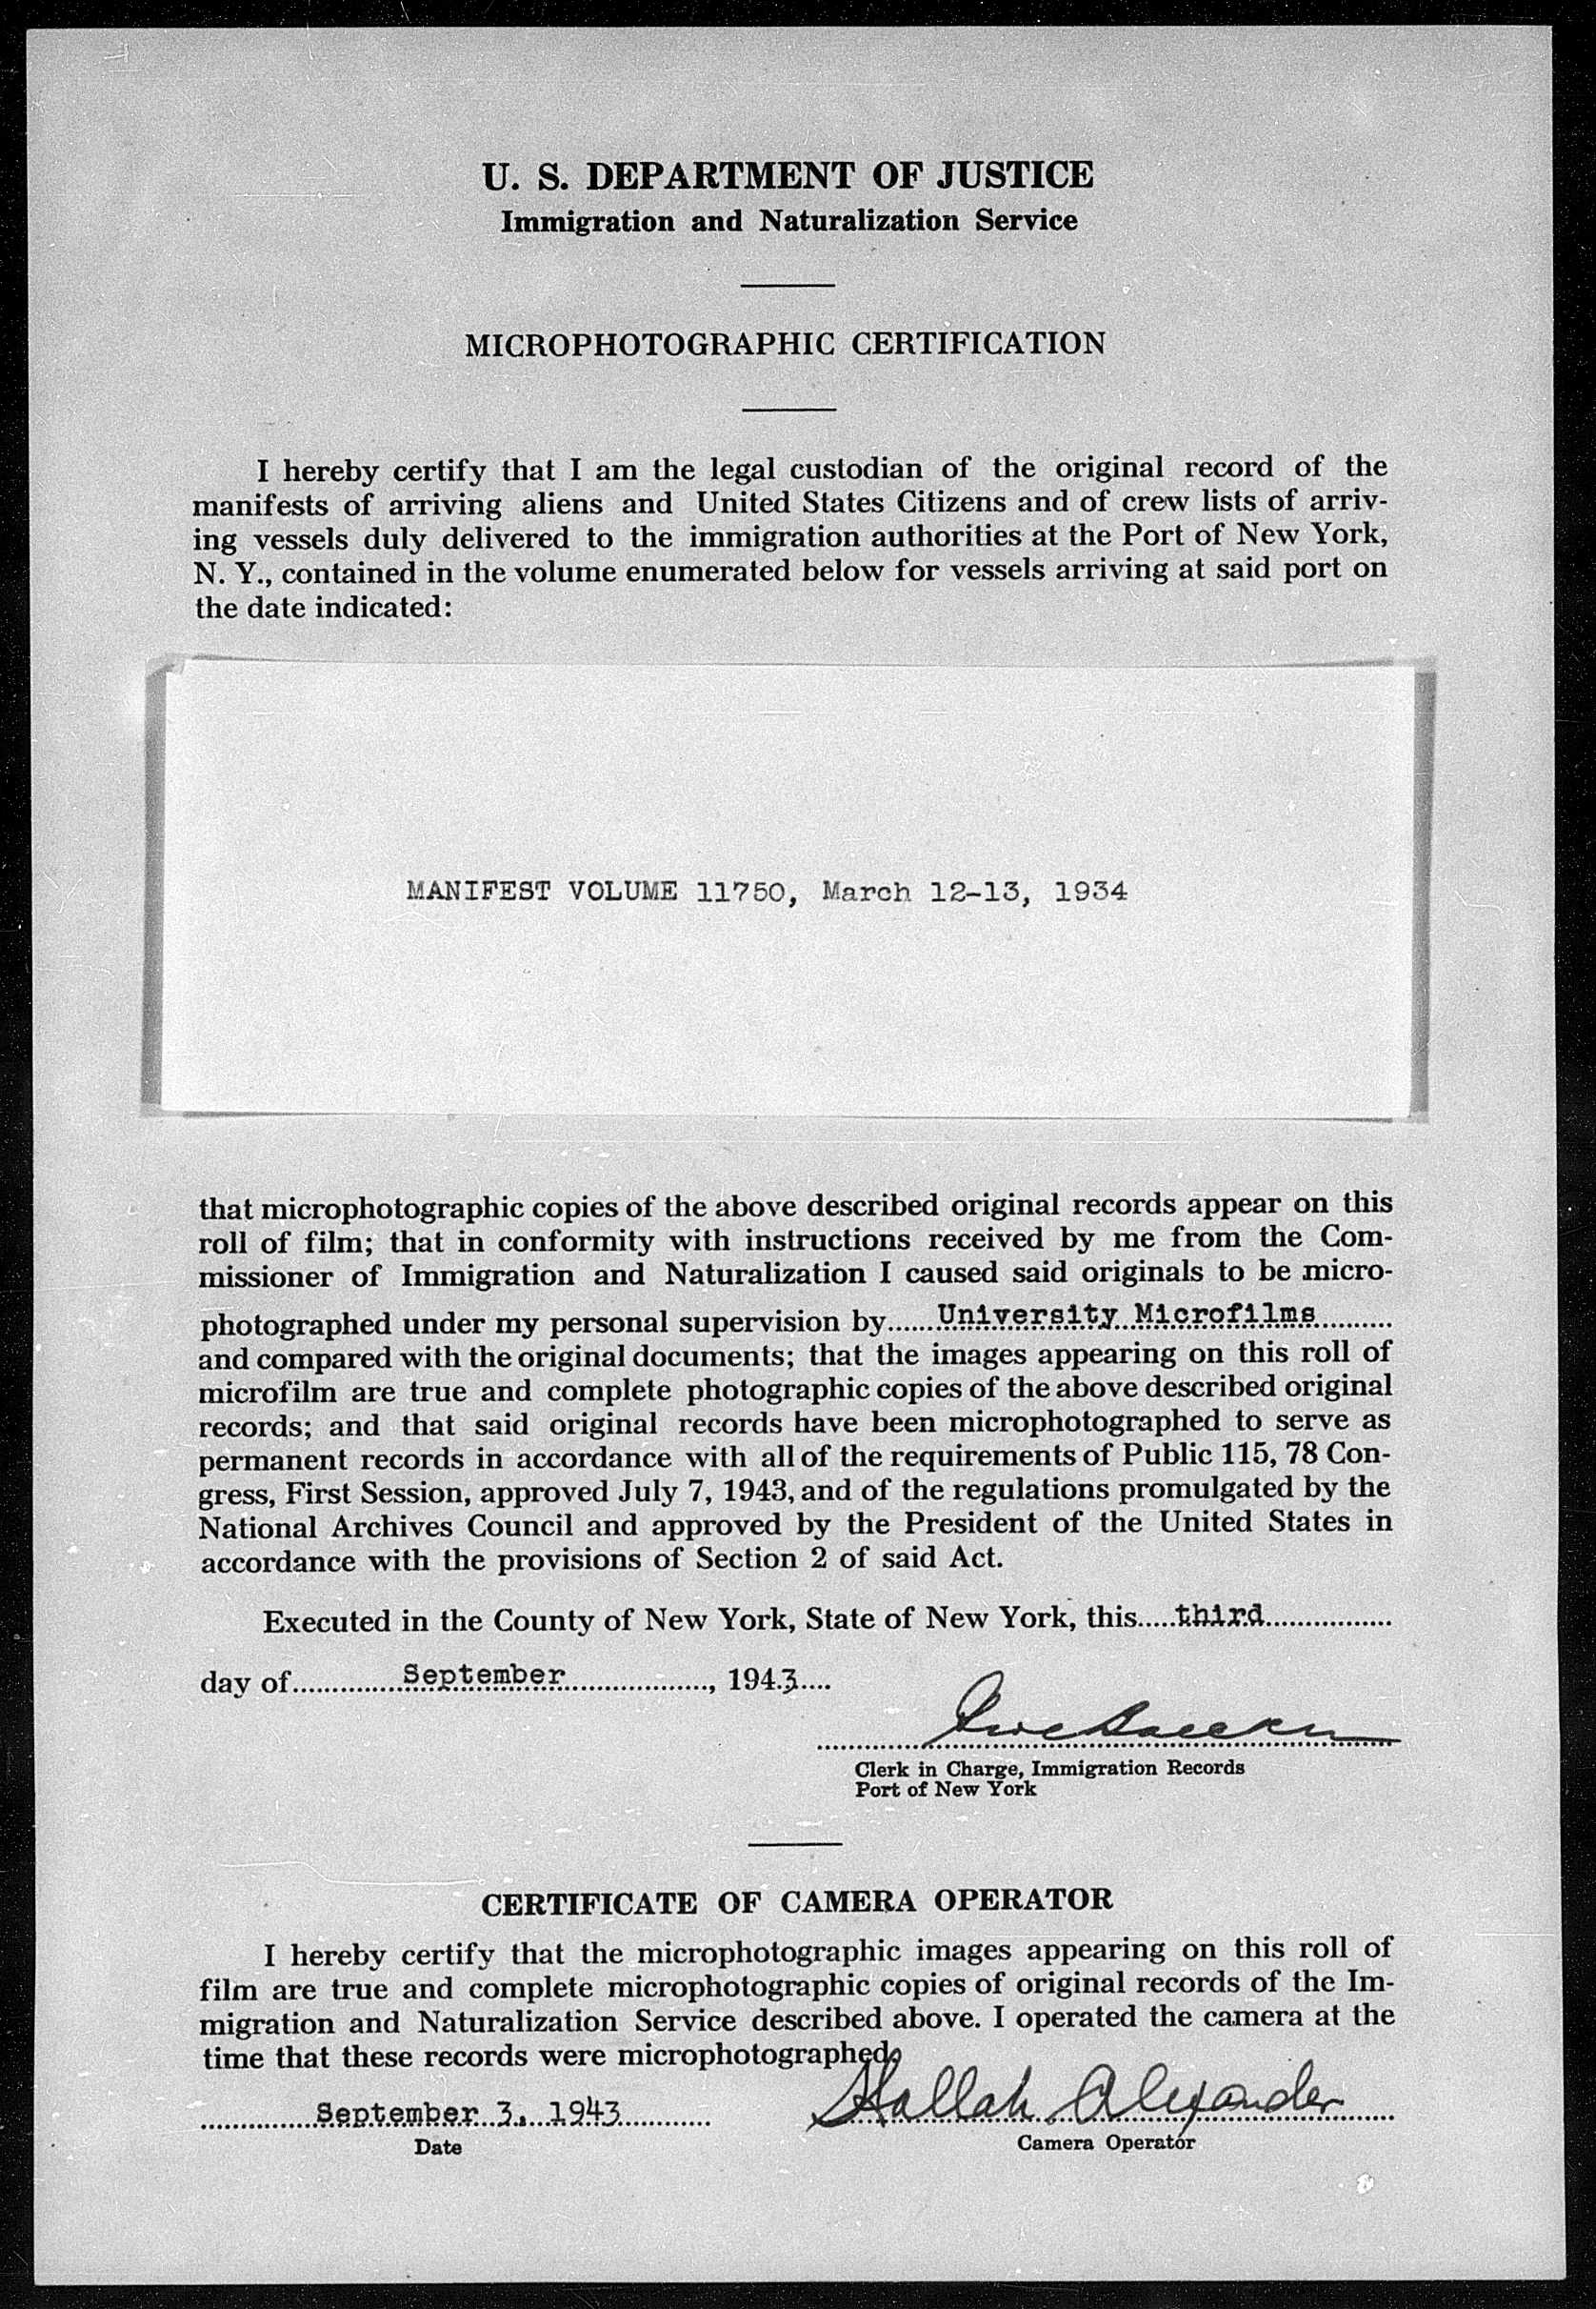 U. S. DEPARTMENT OF JUSTICE
Immigration and Naturalization Service
MICROPHOTOGRAPHIC CERTIFICATION
I hereby certify that I am the legal custodian of the original record of the
manifests of arriving aliens and United States Citizens and of crew lists of arriv-
ing vessels duly delivered to the immigration authorities at the Port of New York,
N. Y., contained in the volume enumerated below for vessels arriving at said port on
the date indicated:
MANIFEST VOLUME 11750, March 12-13, 1934
that microphotographic copies of the above described original records appear on this
roll of film; that in conformity with instructions received by me from the Com-
missioner of Immigration and Naturalization I caused said originals to be micro-
photographed under my personal supervision by......University Microfilms..........
and compared with the original documents; that the images appearing on this roll of
microfilm are true and complete photographic copies of the above described original
records; and that said original records have been microphotographed to serve as
permanent records in accordance with all of the requirements of Public 115, 78 Con-
gress, First Session, approved July 7, 1943, and of the regulations promulgated by the
National Archives Council and approved by the President of the United States in
accordance with the provisions of Section 2 of said Act.
Executed in the County of New York, State of New York, this.....third.................
day of..............September..................., 194.3....
Clerk in Charge, Immigration Records
Port of New York
CERTIFICATE OF CAMERA OPERATOR
I hereby certify that the microphotographic images appearing on this roll of
film are true and complete microphotographic copies of original records of the Im-
migration and Naturalization Service described above. I operated the camera at the
time that these records were microphotographed.
September 3, 1943 Hallah Alexander
Date Camera Operator